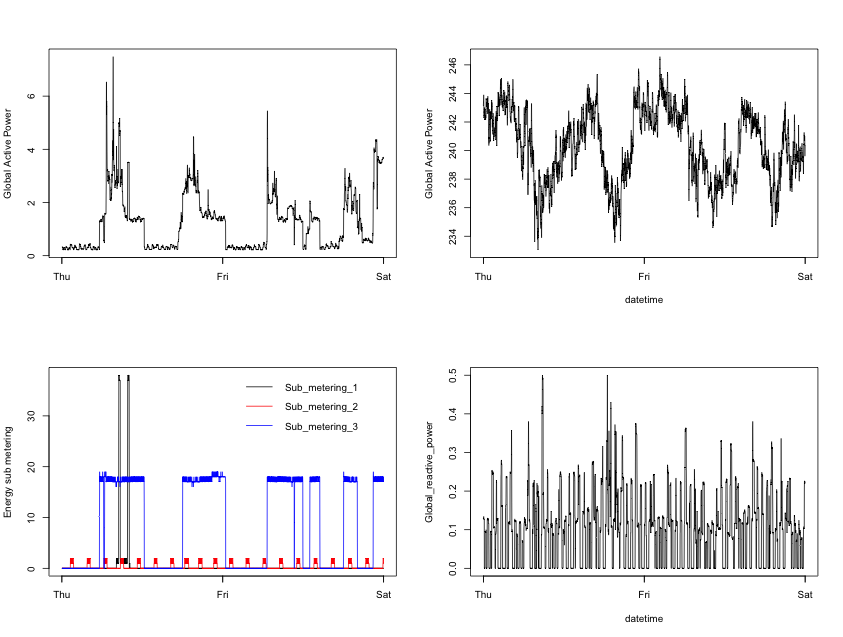 Global Active Power
6
4
2
0
Thu Fri Sat
Global Active Power
246
244
242
240
238
236
234
Thu Fri Sat
datetime
Energy sub metering
30
20
10
0
Sub_metering_1
Sub_metering_2
Sub_metering_3
Thu Fri Sat
Global_reactive_power
0.5
0.4
0.3
0.2
0.1
0.0
Thu Fri Sat
datetime